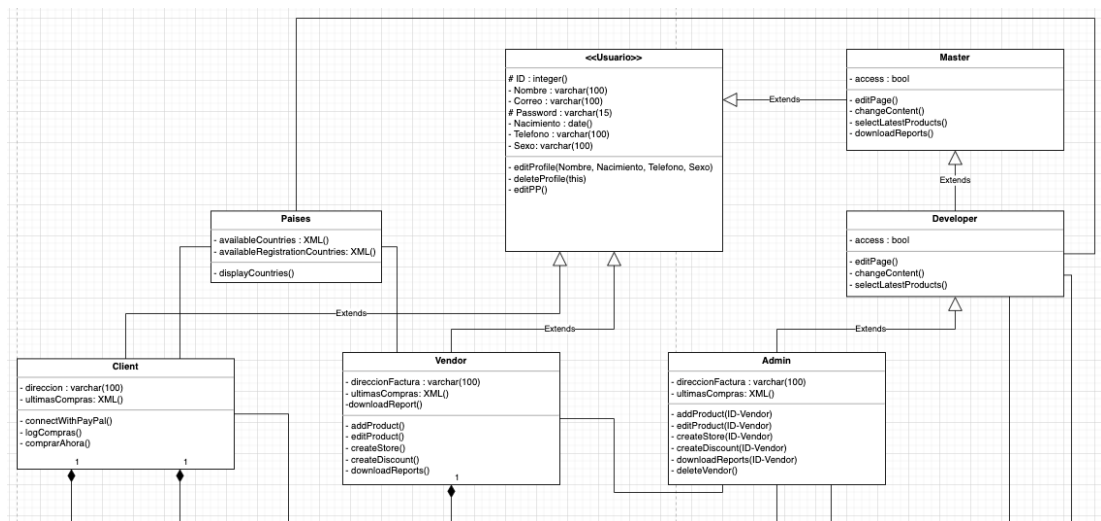 <<Usuario>>
# ID : integer()
- Nombre : varchar(100)
- Correo : varchar(100)
# Password : varchar(15)
- Nacimiento : date()
- Telefono : varchar(100)
- Sexo: varchar(100)
- editProfile(Nombre, Nacimiento, Telefono, Sexo)
- deleteProfile(this)
- editPP()
Extends
Master
- access : bool
- editPage()
- changeContent()
- selectLatestProducts()
- downloadReports()
Extends
Paises
- availableCountries : XML()
- availableRegistrationCountries: XML()
- displayCountries()
Developer
- access : bool
- editPage()
- changeContent()
- selectLatestProducts()
Extends
Extends
Extends
Client
- direccion : varchar(100)
- ultimasCompras: XML()
- connectWithPayPal()
- logCompras()
- comprarAhora()
1
1
Vendor
- direccionFactura : varchar(100)
- ultimasCompras: XML()
-downloadReport()
- addProduct()
- editProduct()
- createStore()
- createDiscount()
- downloadReports()
1
Admin
- direccionFactura : varchar(100)
- ultimasCompras: XML()
- addProduct(ID-Vendor)
- editProduct(ID-Vendor)
- createStore(ID-Vendor)
- createDiscount(ID-Vendor)
- downloadReports(ID-Vendor)
- deleteVendor()